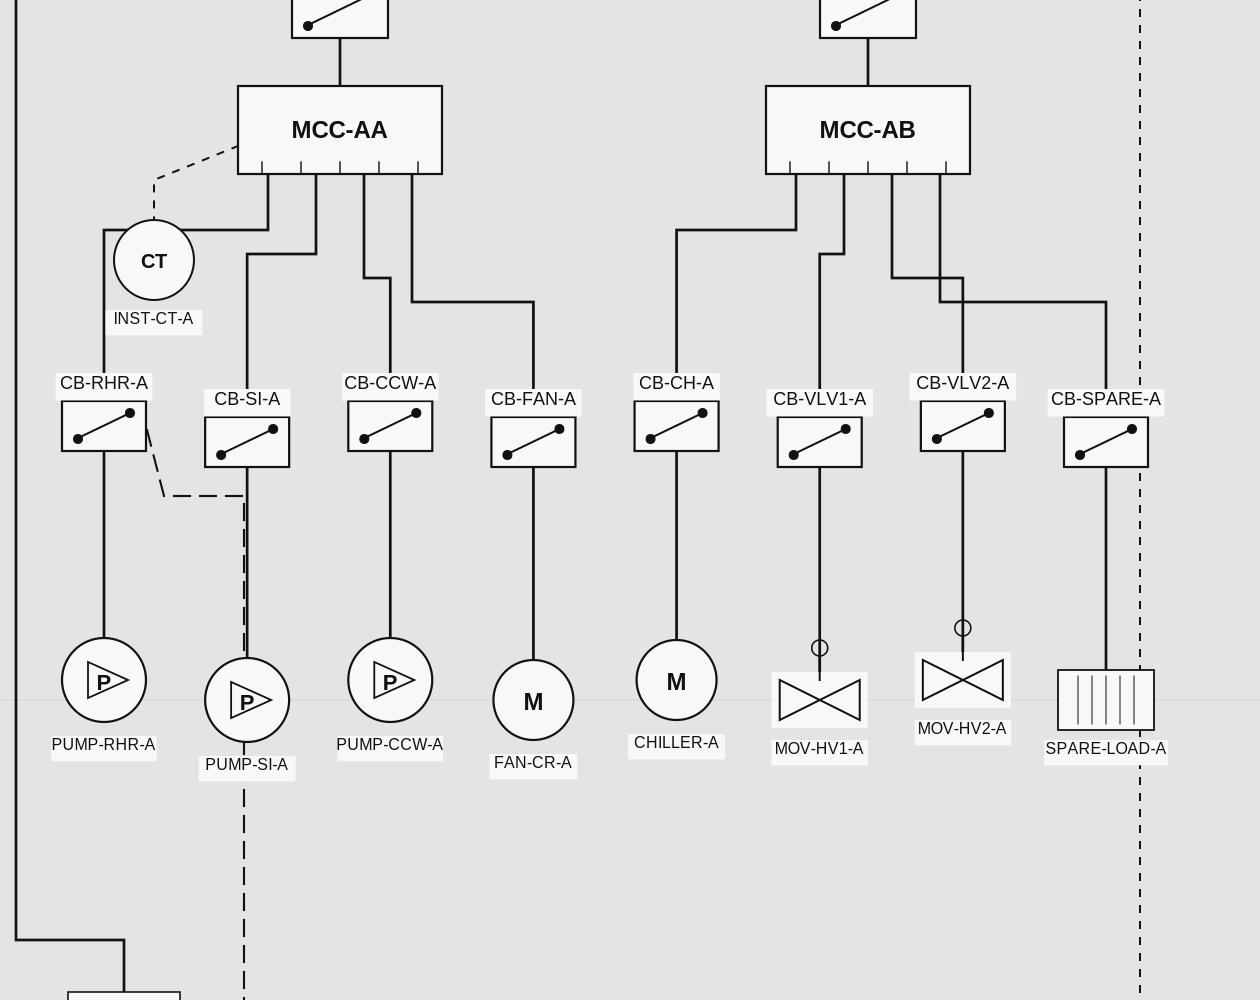 MCC-AA
MCC-AB
CT
INST-CT-A
CB-RHR-A
CB-SI-A
CB-CCW-A
CB-FAN-A
CB-CH-A
CB-VLV1-A
CB-VLV2-A
CB-SPARE-A
P
P
P
M
M
PUMP-RHR-A
PUMP-SI-A
PUMP-CCW-A
FAN-CR-A
CHILLER-A
MOV-HV1-A
MOV-HV2-A
SPARE-LOAD-A